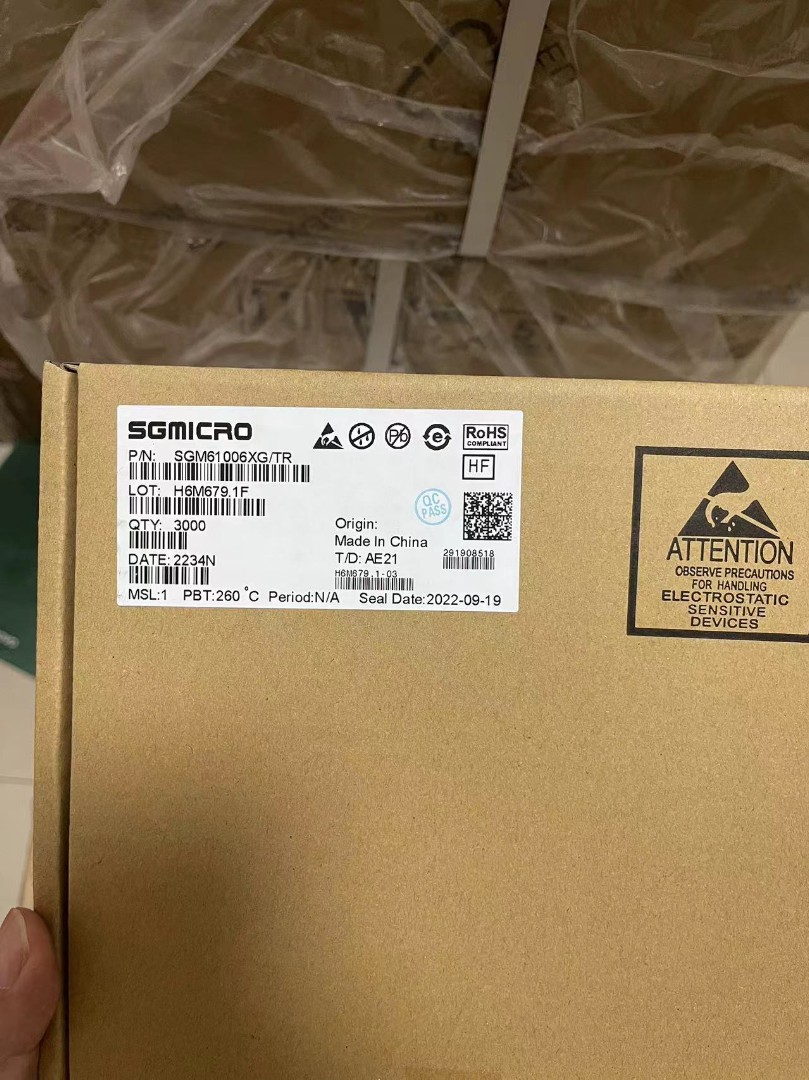 SGMICRO
Pb
e
RoHS
COMPLIANT
P/N: SGM61006XG/TR
HF
LOT: H6M679.1F
QC
PASS
QTY: 3000
Origin:
Made In China
DATE: 2234N
T/D: AE21
291908518
H6M679.1-03
MSL:1 PBT:260 °C Period:N/A Seal Date:2022-09-19
ATTENTION
OBSERVE PRECAUTIONS
FOR HANDLING
ELECTROSTATIC
SENSITIVE
DEVICES